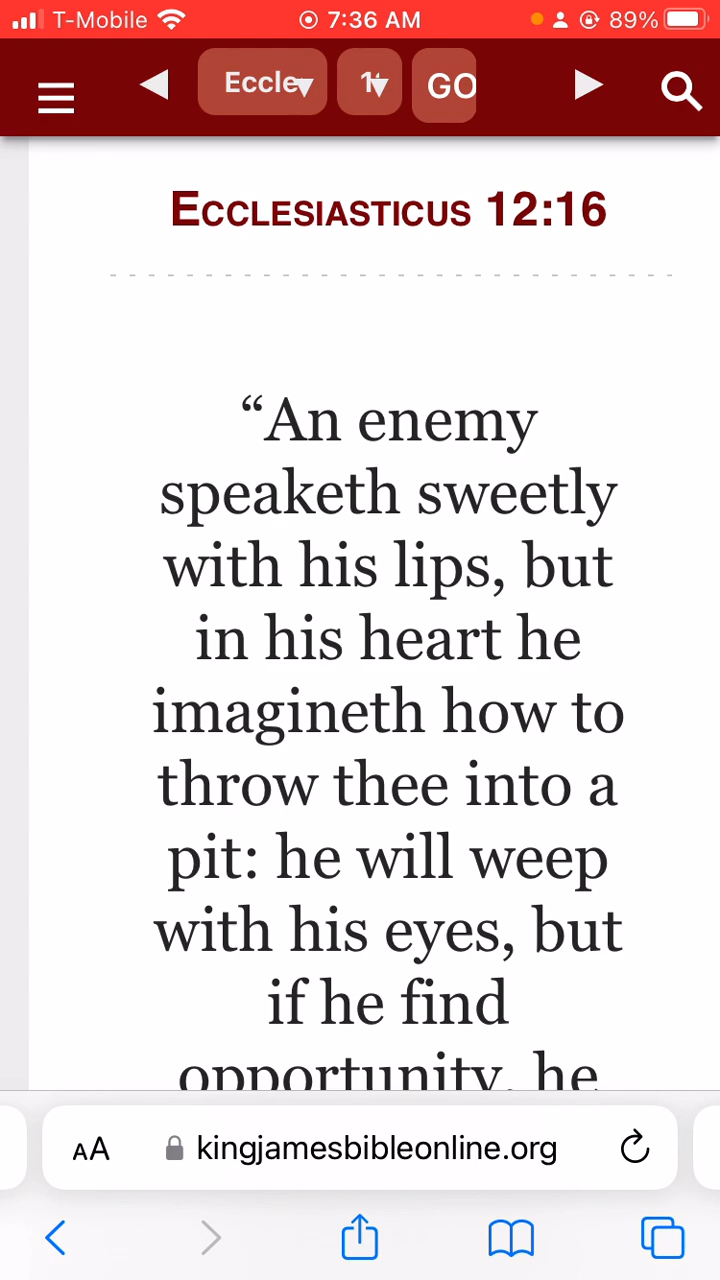 T-Mobile 7:36 AM 89%
Eccle GO
ECCLESIASTICUS 12:16
“An enemy
speaketh sweetly
with his lips, but
in his heart he
imagineth how to
throw thee into a
pit: he will weep
with his eyes, but
if he find
opportunity, he
AA kingjamesbibleonline.org